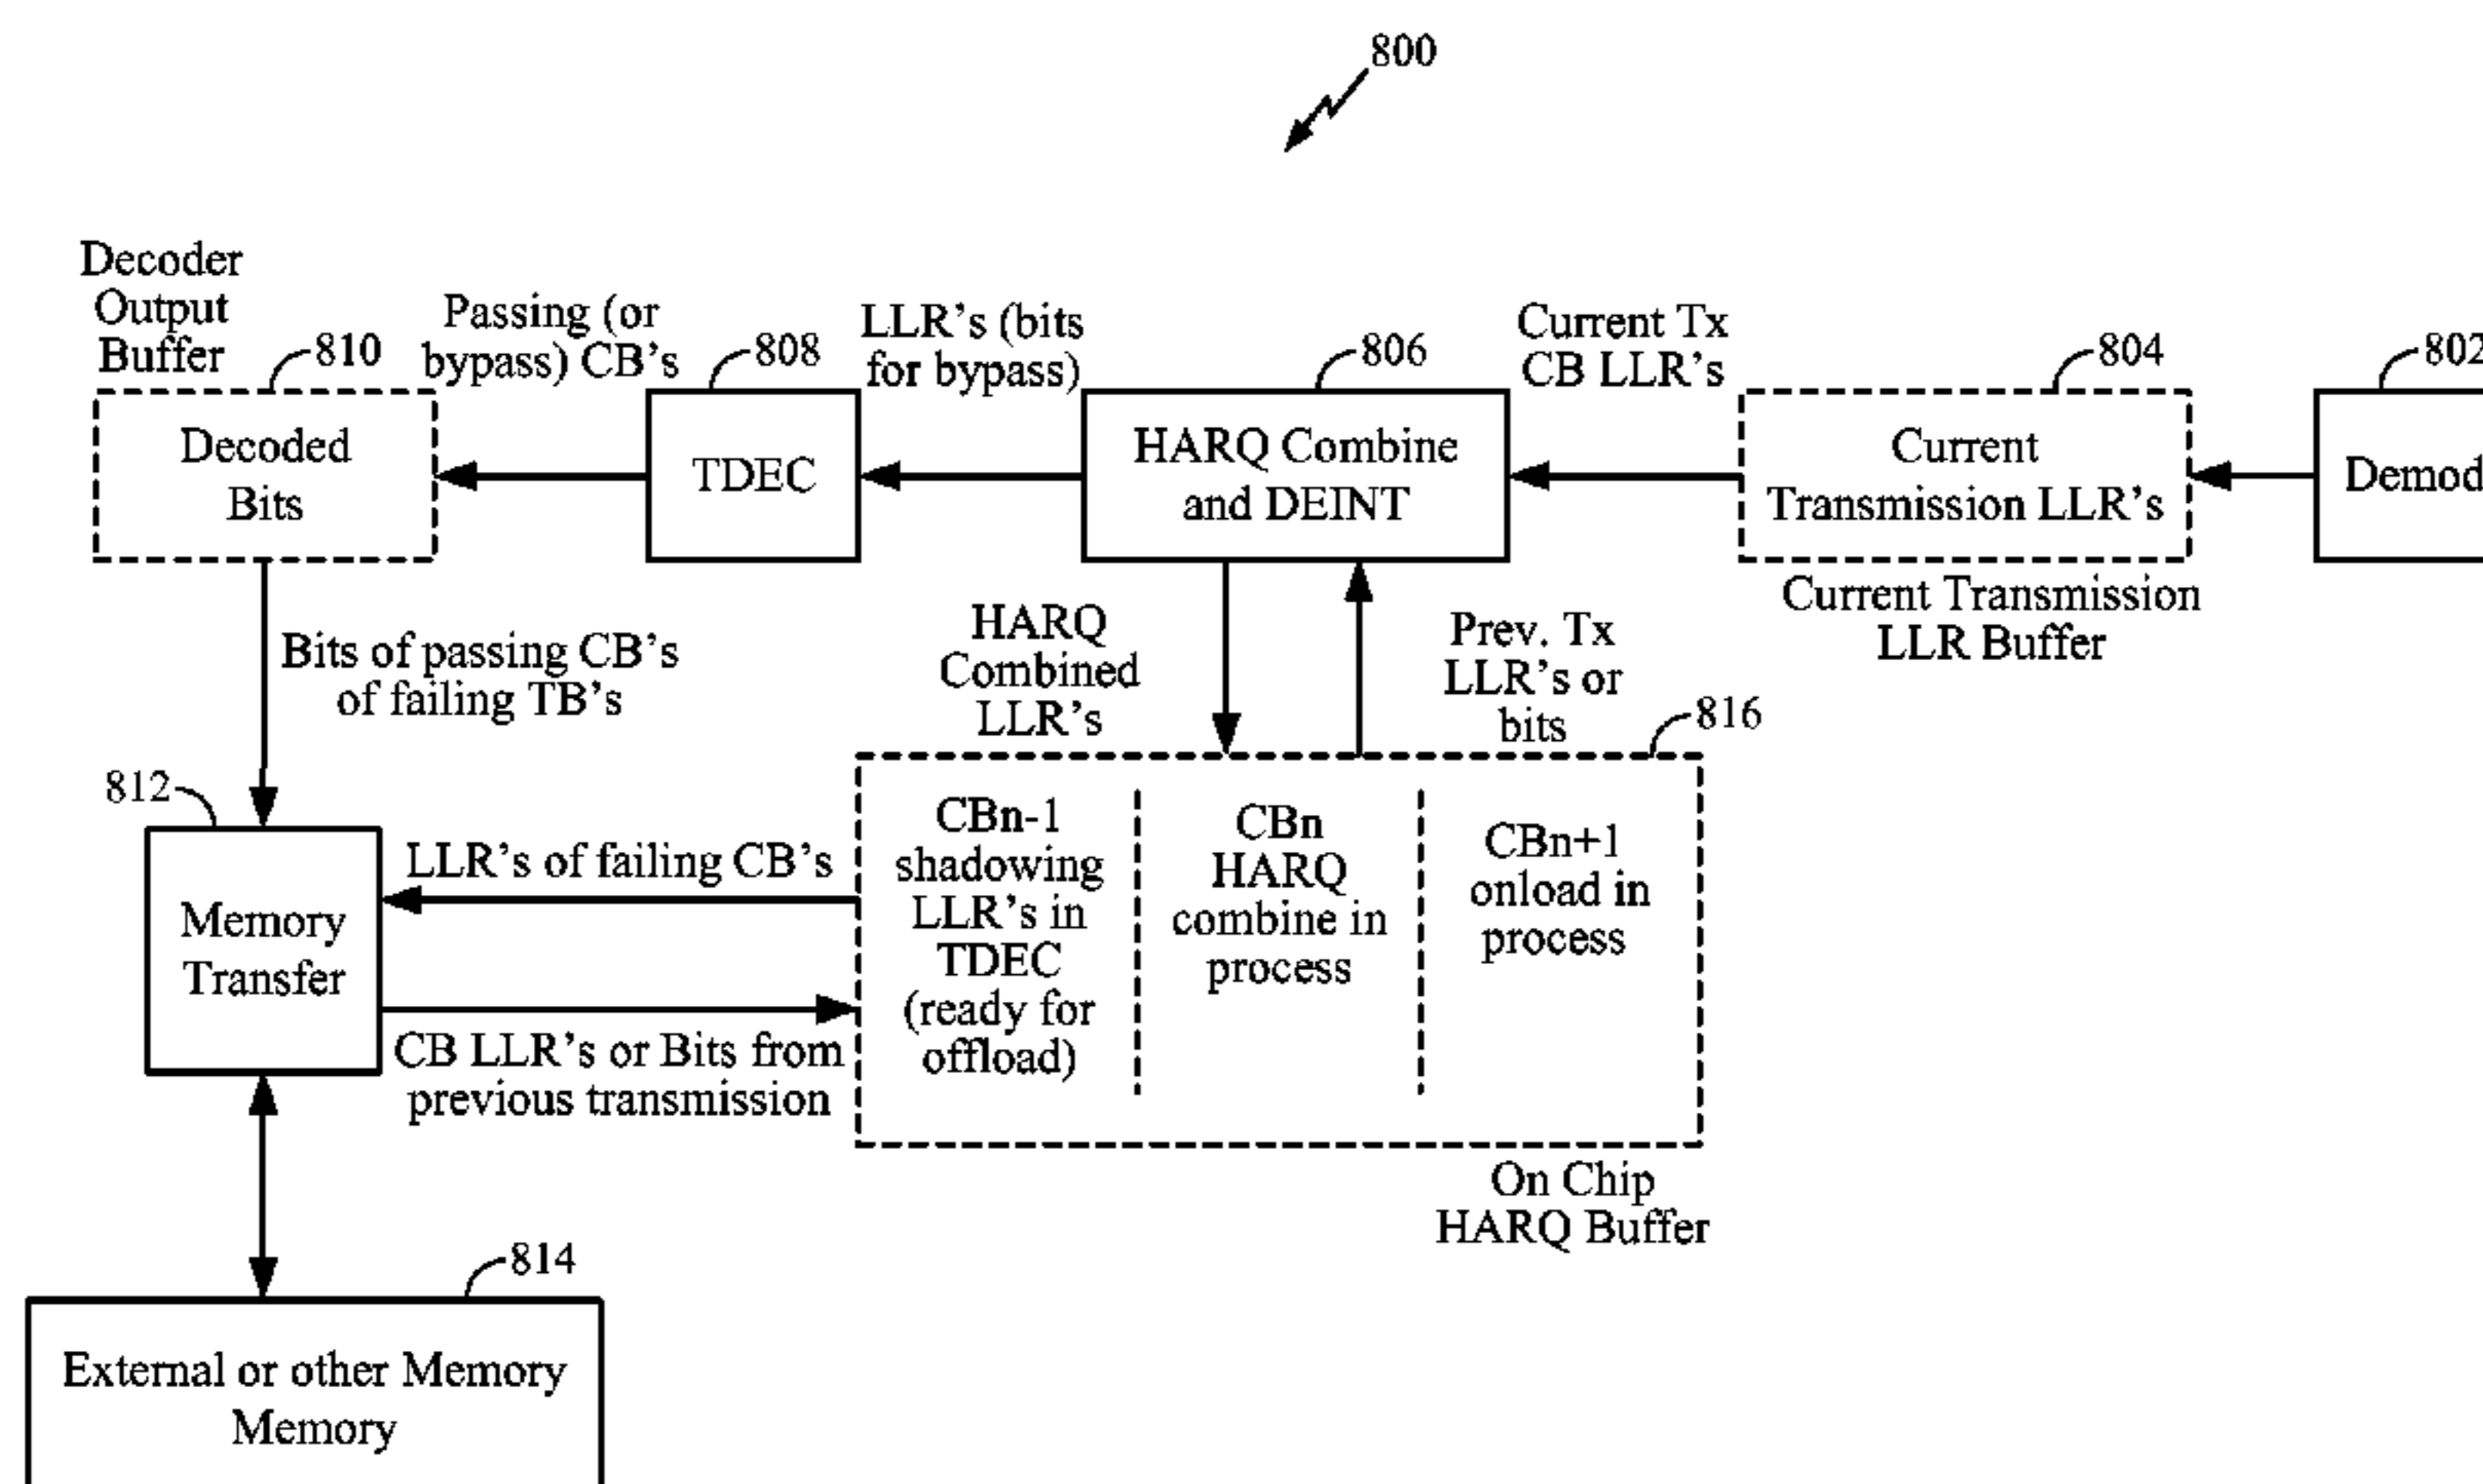 800
Decoder
Output
Buffer
810
Passing (or
bypass) CB's
808
LLR's (bits
for bypass)
806
Current Tx
CB LLR's
804
802
Decoded
Bits
TDEC
HARQ Combine
and DEINT
Current
Transmission LLR's
Demod
Current Transmission
LLR Buffer
Bits of passing CB's
of failing TB's
HARQ
Combined
LLR's
Prev. Tx
LLR's or
bits
816
812
Memory
Transfer
LLR's of failing CB's
CB LLR's or Bits from
previous transmission
CBn-1
shadowing
LLR's in
TDEC
(ready for
offload)
CBn
HARQ
combine in
process
CBn+1
onload in
process
On Chip
HARQ Buffer
814
External or other Memory
Memory